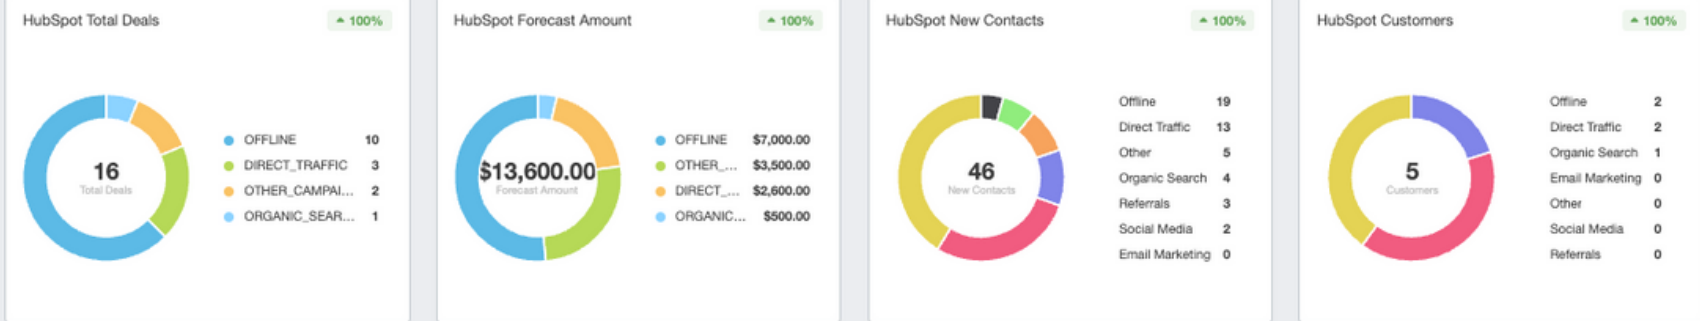 HubSpot Total Deals
100%
16
Total Deals
OFFLINE 10
DIRECT_TRAFFIC 3
OTHER_CAMPAI... 2
ORGANIC_SEAR... 1
HubSpot Forecast Amount
100%
$13,600.00
Forecast Amount
OFFLINE $7,000.00
OTHER_... $3,500.00
DIRECT_... $2,600.00
ORGANIC... $500.00
HubSpot New Contacts
100%
46
New Contacts
Offline 19
Direct Traffic 13
Other 5
Organic Search 4
Referrals 3
Social Media 2
Email Marketing 0
HubSpot Customers
100%
5
Customers
Offline 2
Direct Traffic 2
Organic Search 1
Email Marketing 0
Other 0
Social Media 0
Referrals 0